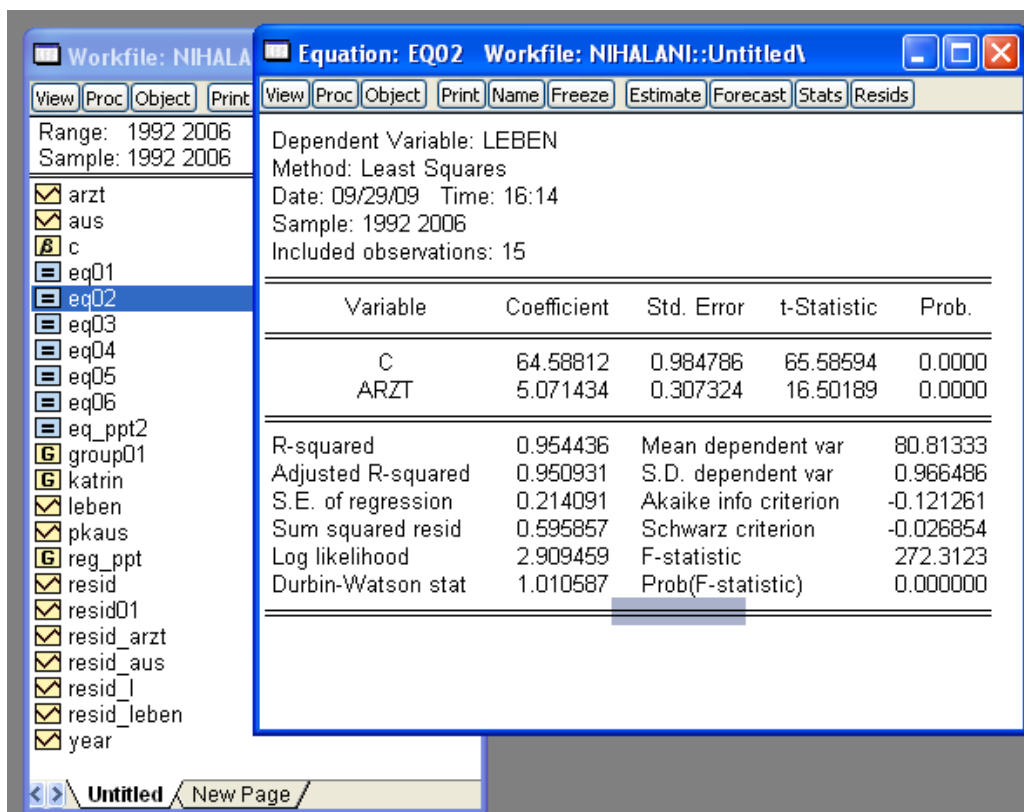 Workfile: NIHALA
View Proc Object Print
Range: 1992 2006
Sample: 1992 2006
arzt
aus
β c
= eq01
= eq02
= eq03
= eq04
= eq05
= eq06
= eq_ppt2
G group01
G katrin
leben
pkaus
G reg_ppt
resid
resid01
resid_arzt
resid_aus
resid_l
resid_leben
year
Untitled New Page
Equation: EQ02 Workfile: NIHALANI::Untitled\
View Proc Object Print Name Freeze Estimate Forecast Stats Resids
Dependent Variable: LEBEN
Method: Least Squares
Date: 09/29/09 Time: 16:14
Sample: 1992 2006
Included observations: 15
Variable Coefficient Std. Error t-Statistic Prob.
C 64.58812 0.984786 65.58594 0.0000
ARZT 5.071434 0.307324 16.50189 0.0000
R-squared 0.954436 Mean dependent var 80.81333
Adjusted R-squared 0.950931 S.D. dependent var 0.966486
S.E. of regression 0.214091 Akaike info criterion -0.121261
Sum squared resid 0.595857 Schwarz criterion -0.026854
Log likelihood 2.909459 F-statistic 272.3123
Durbin-Watson stat 1.010587 Prob(F-statistic) 0.000000